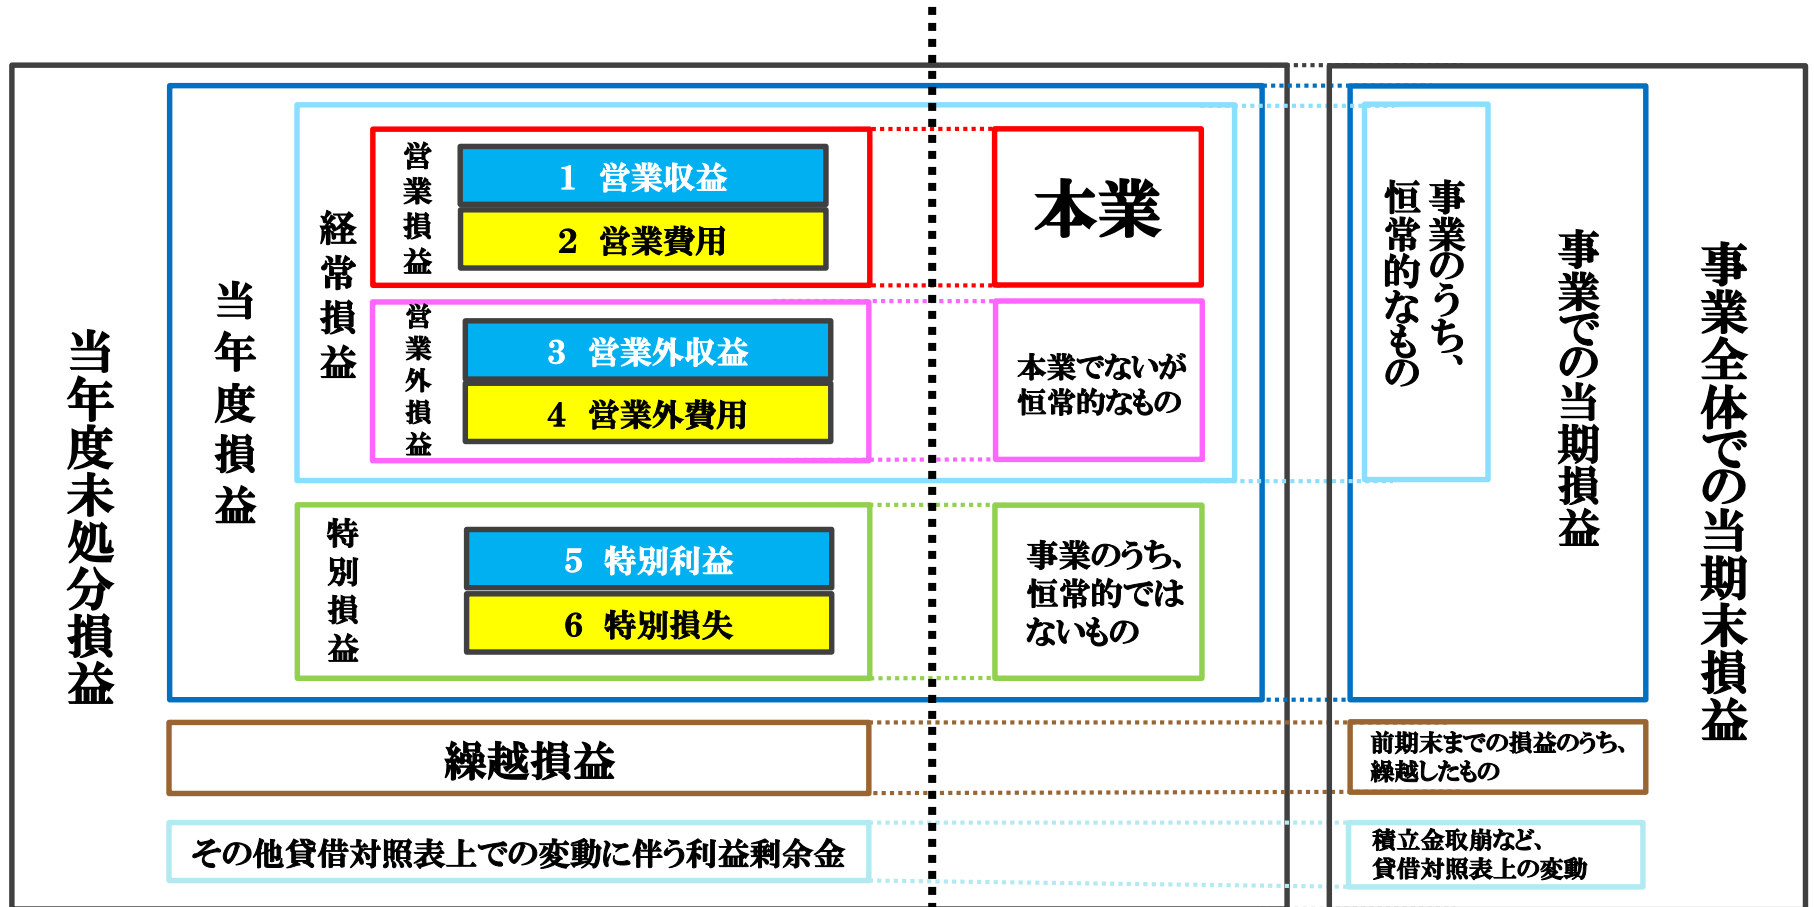 当年度未処分損益
当年度損益
経常損益
営業損益
1 営業収益
2 営業費用
本業
営業外損益
3 営業外収益
4 営業外費用
本業でないが
恒常的なもの
特別損益
5 特別利益
6 特別損失
事業のうち、
恒常的では
ないもの
繰越損益
その他貸借対照表上での変動に伴う利益剰余金
事業のうち、
恒常的なもの
事業での当期損益
事業全体での当期末損益
前期末までの損益のうち、
繰越したもの
積立金取崩など、
貸借対照表上の変動